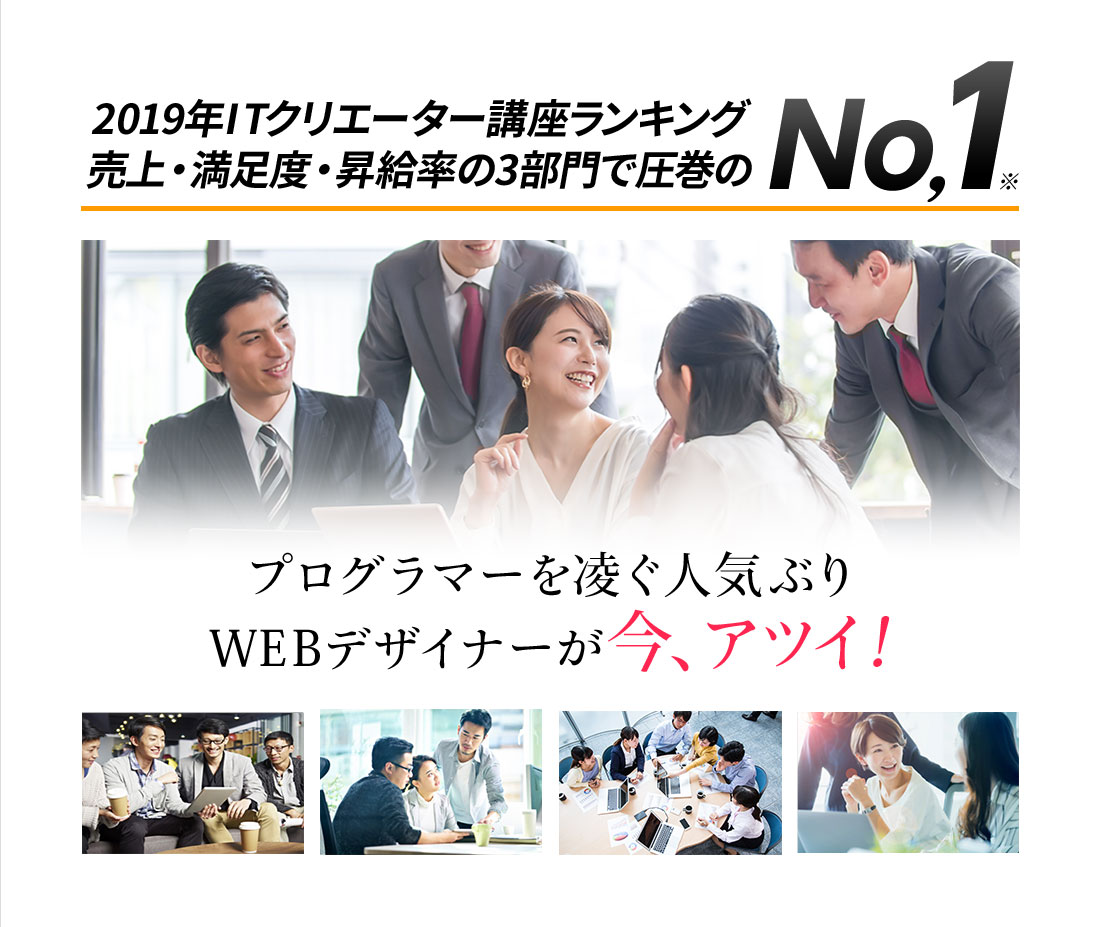 2019年ITクリエーター講座ランキング
売上・満足度・昇給率の3部門で圧巻の
No,1※
プログラマーを凌ぐ人気ぶり
WEBデザイナーが今、アツイ!